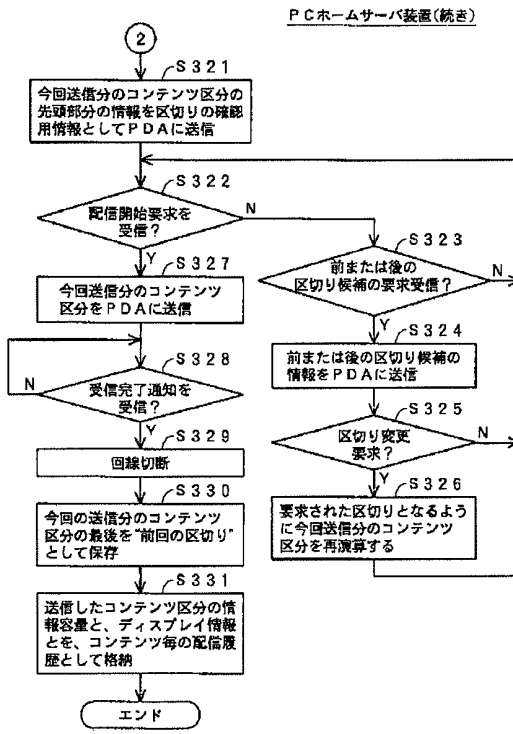 PCホームサーバ装置(続き)
2
S321
今回送信分のコンテンツ区分の
先頭部分の情報を区切りの確認
用情報としてPDAに送信
S322
配信開始要求を
受信?
N
Y
S323
前または後の
区切り候補の要求受信?
N
Y
S327
今回送信分のコンテンツ
区分をPDAに送信
S324
前または後の区切り候補の
情報をPDAに送信
S328
受信完了通知を
受信?
N
Y
S325
区切り変更
要求?
N
Y
S329
回線切断
S326
要求された区切りとなるよう
に今回送信分のコンテンツ
区分を再演算する
S330
今回の送信分のコンテンツ
区分の最後を“前回の区切り”
として保存
S331
送信したコンテンツ区分の情
報容量と、ディスプレイ情報
とを、コンテンツ毎の配信履
歴として格納
エンド